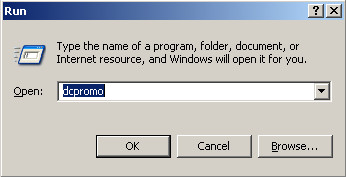 Run
Type the name of a program, folder, document, or
Internet resource, and Windows will open it for you.
Open: dcpromo
OK Cancel Browse...